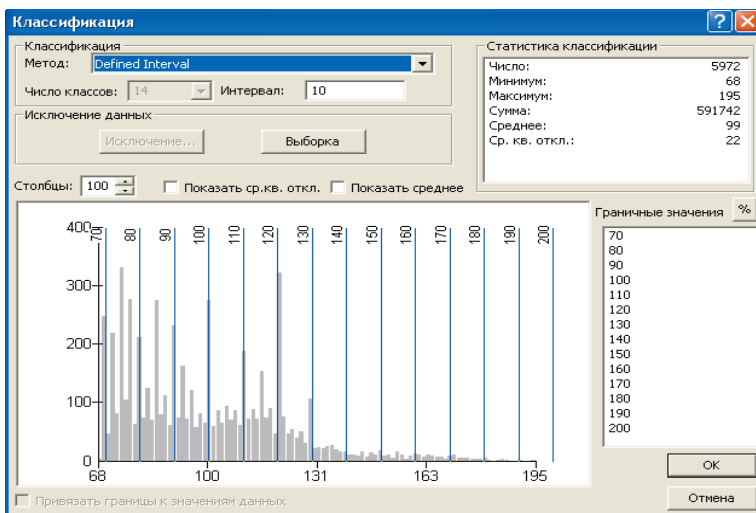 Классификация
Классификация
Метод: Defined Interval
Число классов: 14 Интервал: 10
Исключение данных
Исключение... Выборка
Статистика классификации
Число: 5972
Минимум: 68
Максимум: 195
Сумма: 591742
Среднее: 99
Ср. кв. откл.: 22
Столбцы: 100 Показать ср.кв. откл. Показать среднее
Граничные значения %
70 80 90 100 110 120 130 140 150 160 170 180 190 200
400
300
200
100
0
68 100 131 163 195
70
80
90
100
110
120
130
140
150
160
170
180
190
200
Привязать границы к значениям данных
OK
Отмена